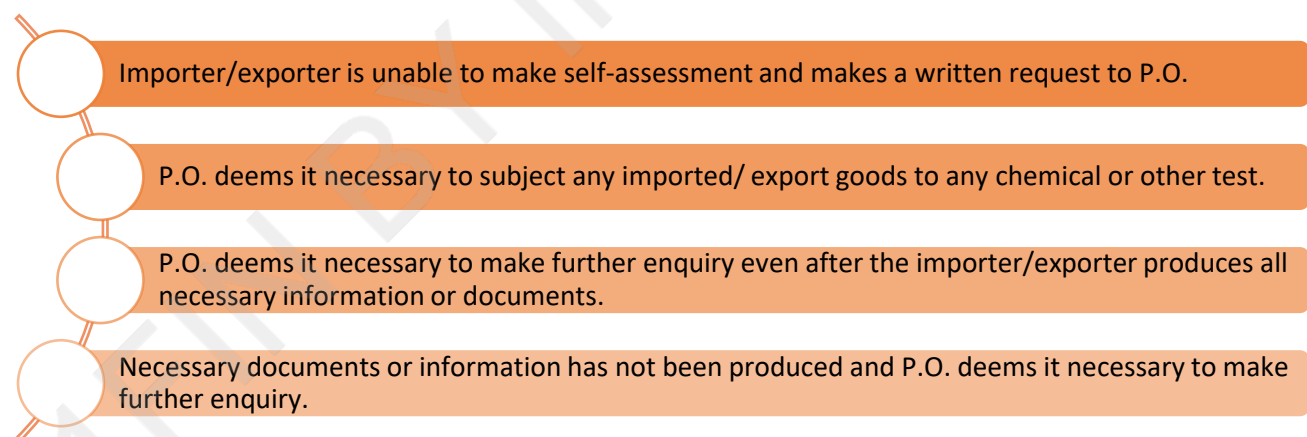 Importer/exporter is unable to make self-assessment and makes a written request to P.O.
P.O. deems it necessary to subject any imported/ export goods to any chemical or other test.
P.O. deems it necessary to make further enquiry even after the importer/exporter produces all
necessary information or documents.
Necessary documents or information has not been produced and P.O. deems it necessary to make
further enquiry.